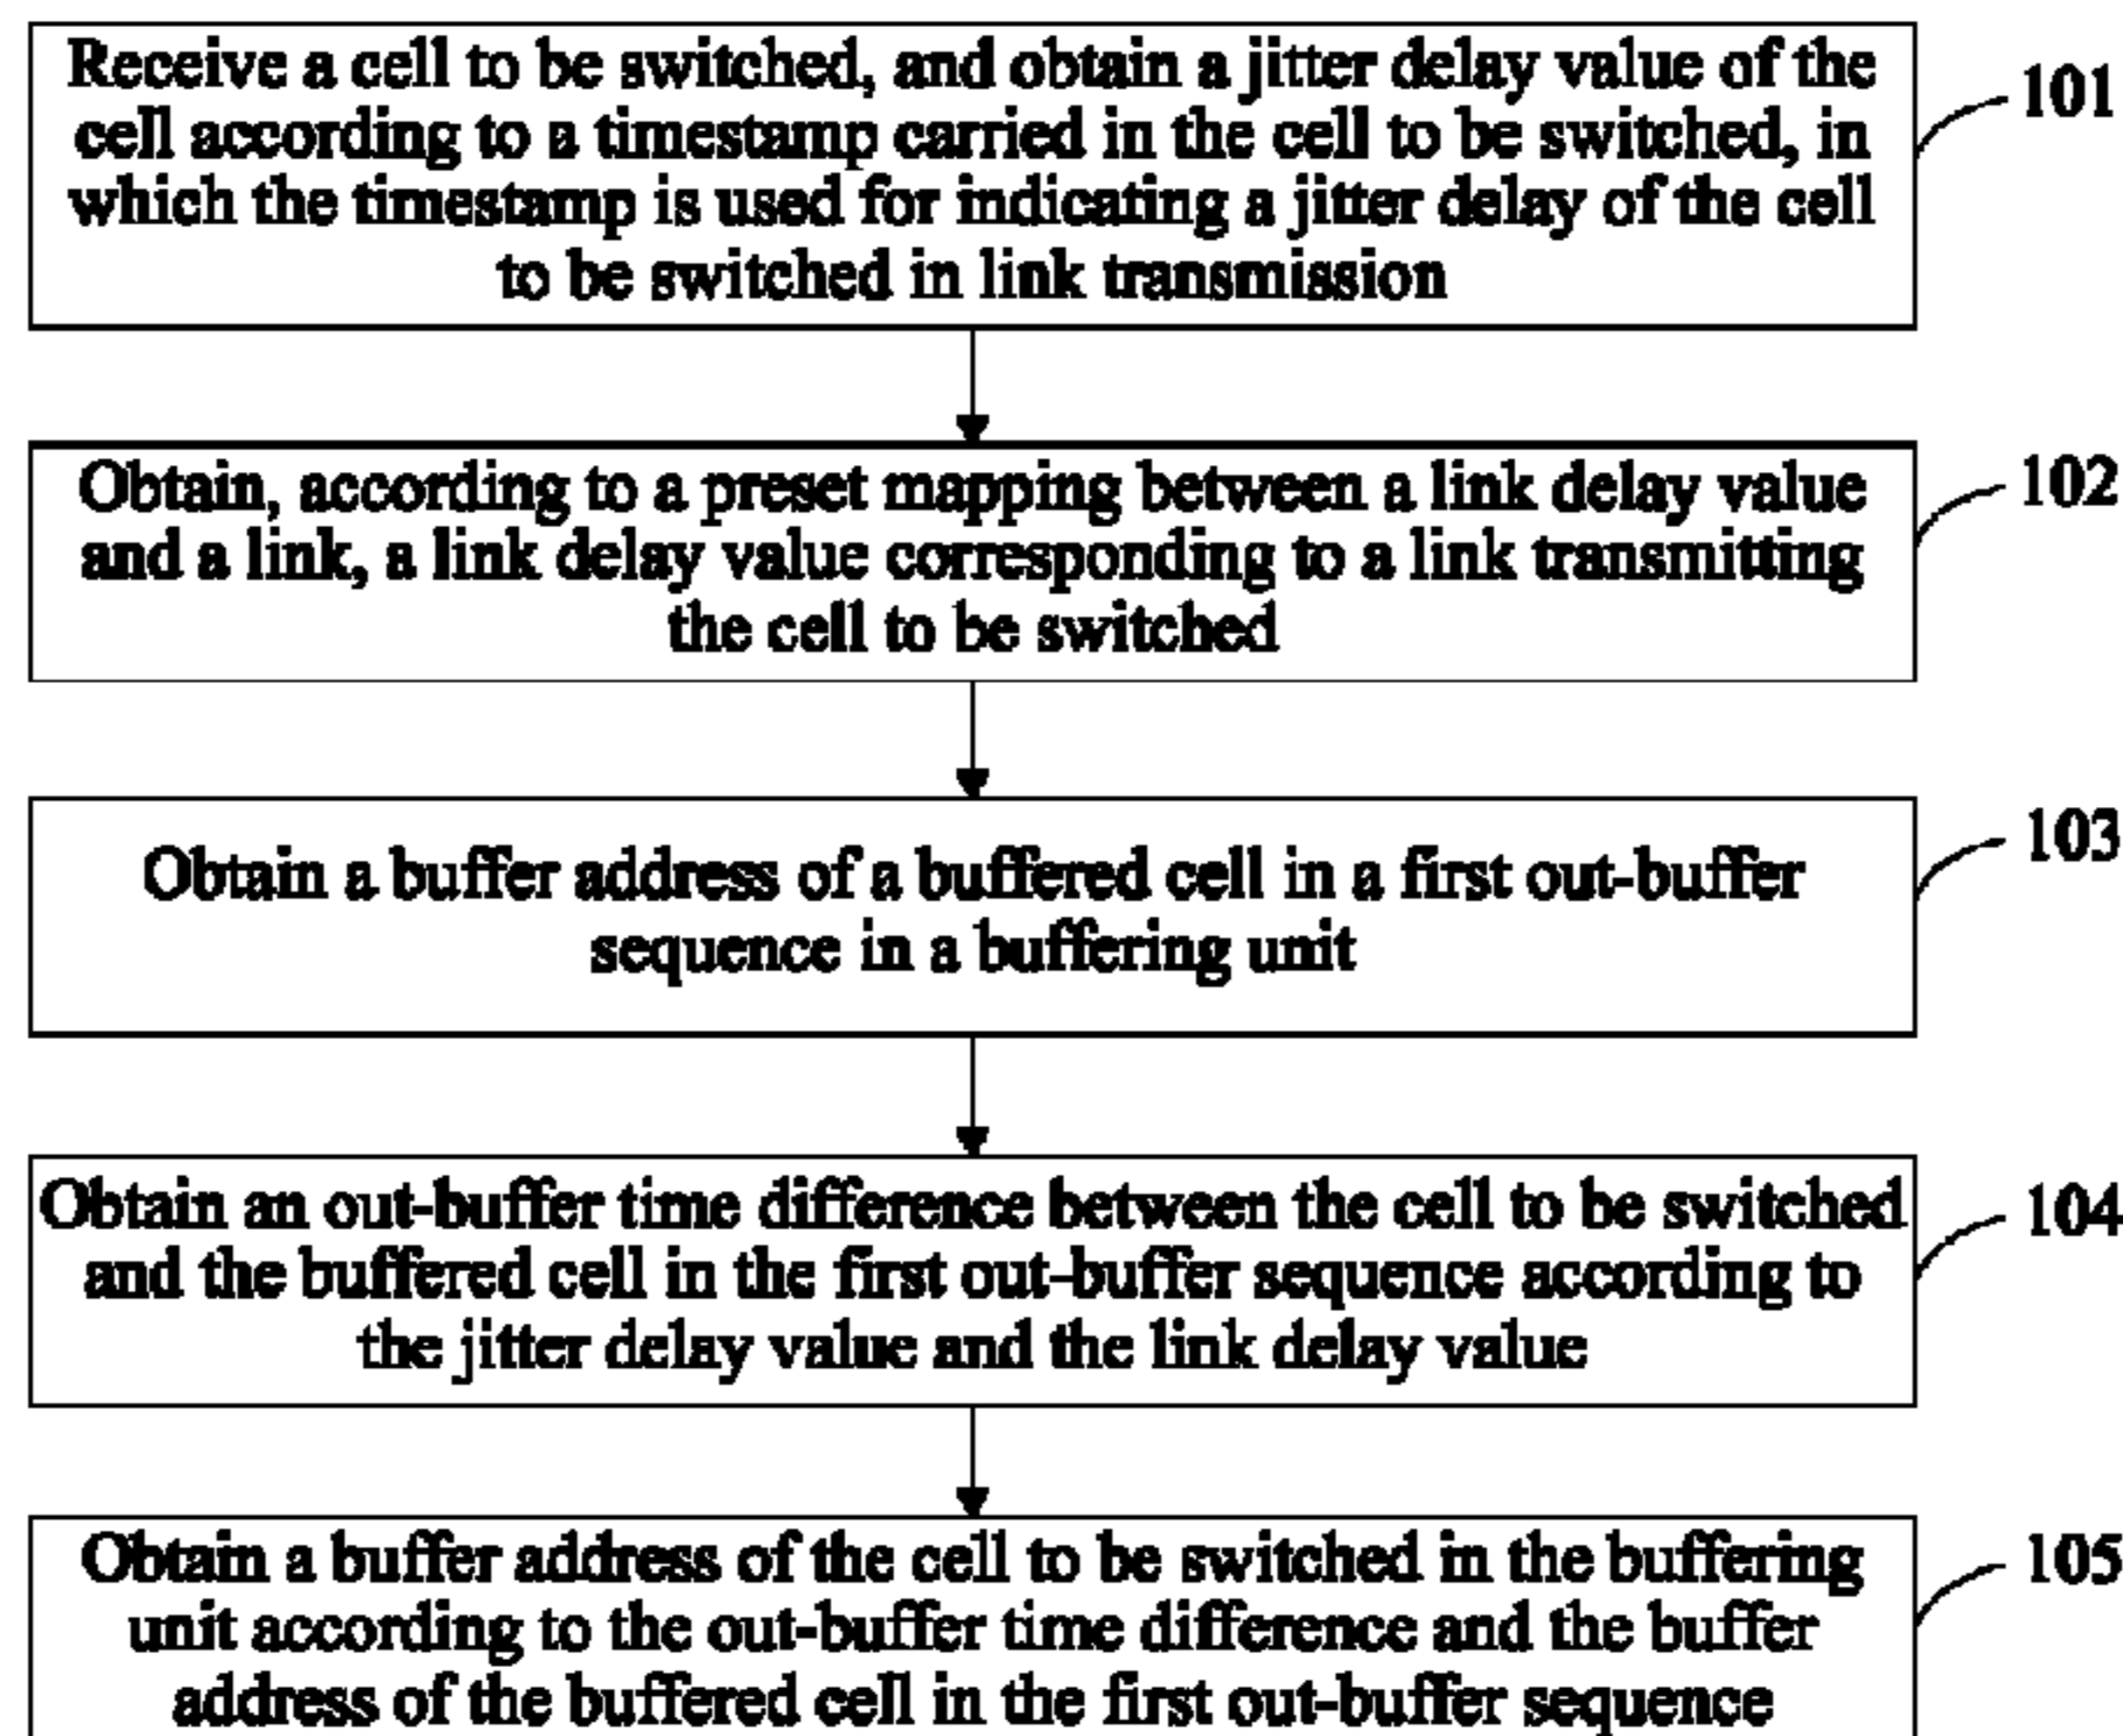 Receive a cell to be switched, and obtain a jitter delay value of the
cell according to a timestamp carried in the cell to be switched, in
which the timestamp is used for indicating a jitter delay of the cell
to be switched in link transmission
101
Obtain, according to a preset mapping between a link delay value
and a link, a link delay value corresponding to a link transmitting
the cell to be switched
102
Obtain a buffer address of a buffered cell in a first out-buffer
sequence in a buffering unit
103
Obtain an out-buffer time difference between the cell to be switched
and the buffered cell in the first out-buffer sequence according to
the jitter delay value and the link delay value
104
Obtain a buffer address of the cell to be switched in the buffering
unit according to the out-buffer time difference and the buffer
address of the buffered cell in the first out-buffer sequence
105